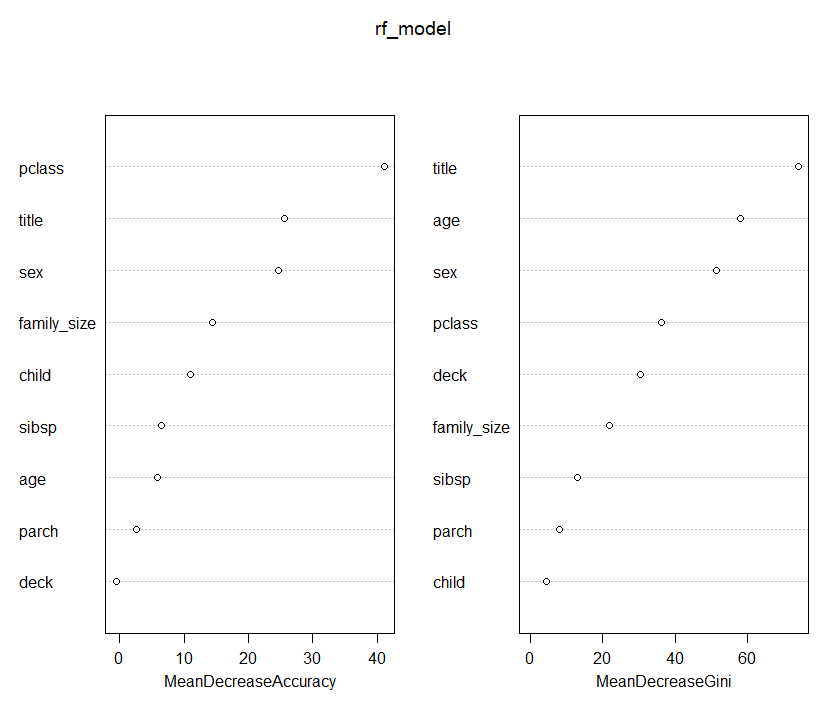 rf_model
pclass
title
sex
family_size
child
sibsp
age
parch
deck
0 10 20 30 40
MeanDecreaseAccuracy
title
age
sex
pclass
deck
family_size
sibsp
parch
child
0 20 40 60
MeanDecreaseGini